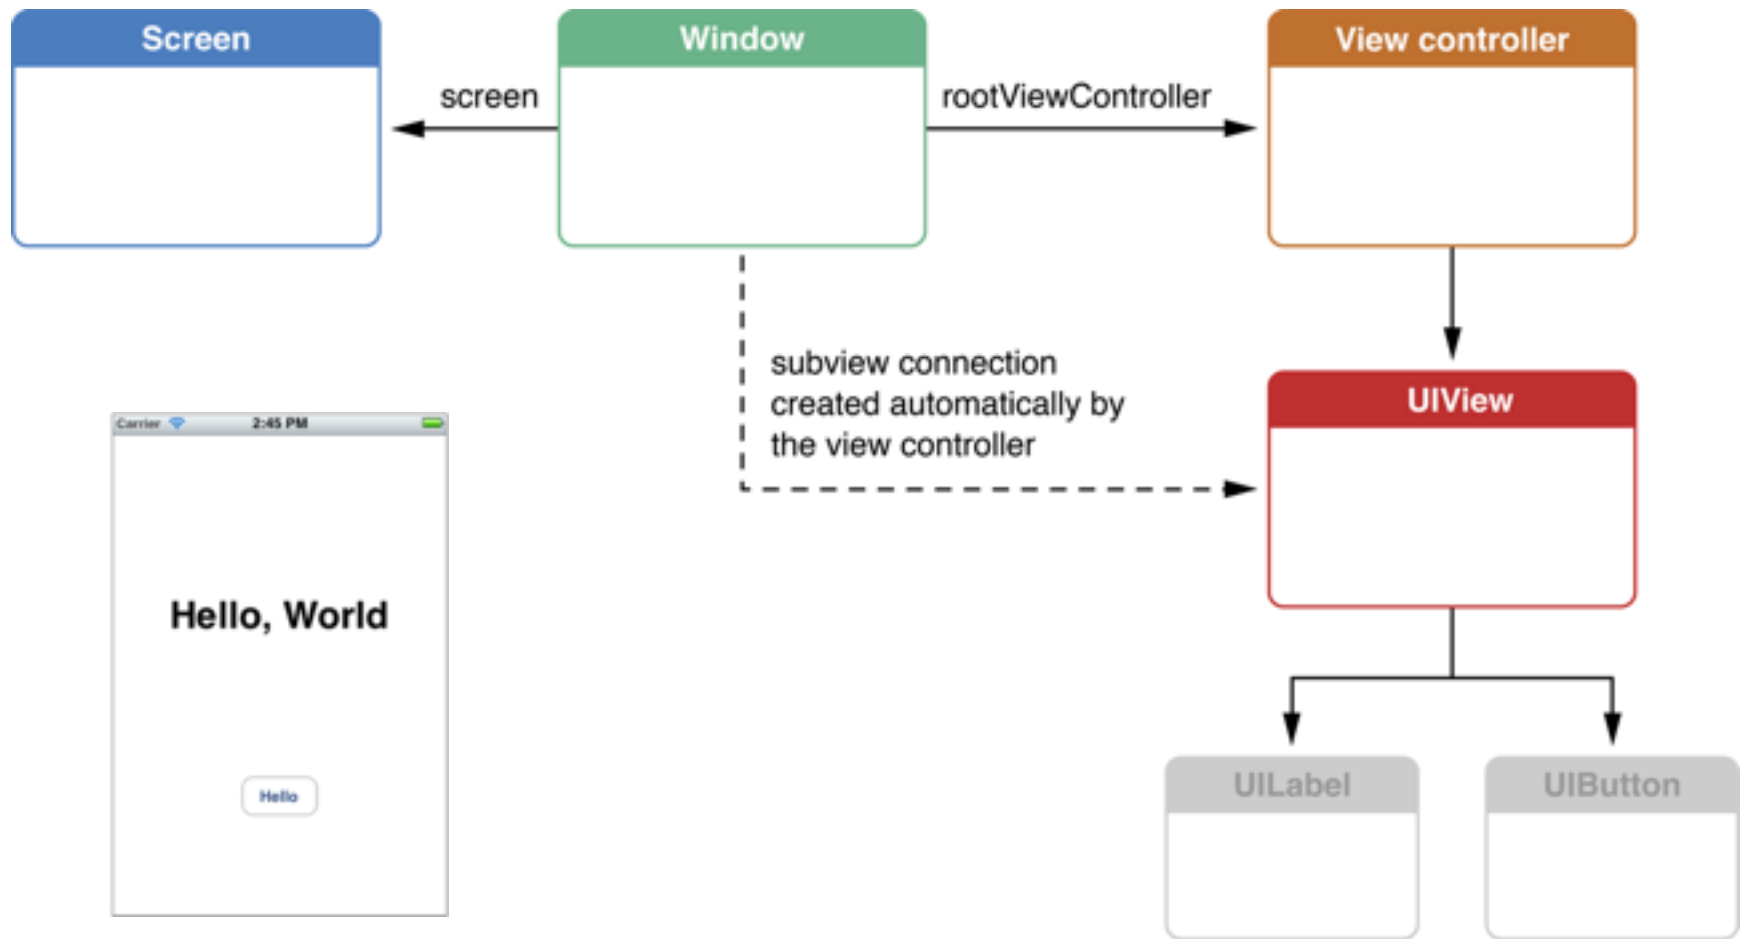 Screen
Window
View controller
screen
rootViewController
subview connection
created automatically by
the view controller
UIView
Carrier
2:45 PM
Hello, World
Hello
UILabel
UIButton